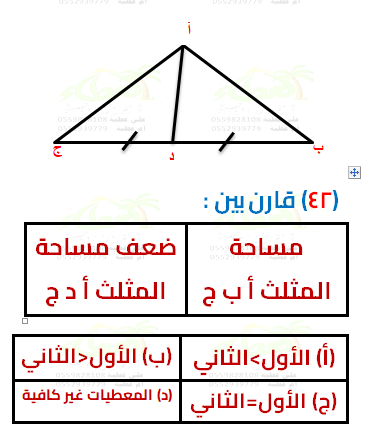 أ
ج
د
ب
(٤٢) قارن بين :
مساحة
المثلث أ ب ج
ضعف مساحة
المثلث أ د ج
(أ) الأول>الثاني
(ب) الأول<الثاني
(ج) الأول=الثاني
(د) المعطيات غير كافية